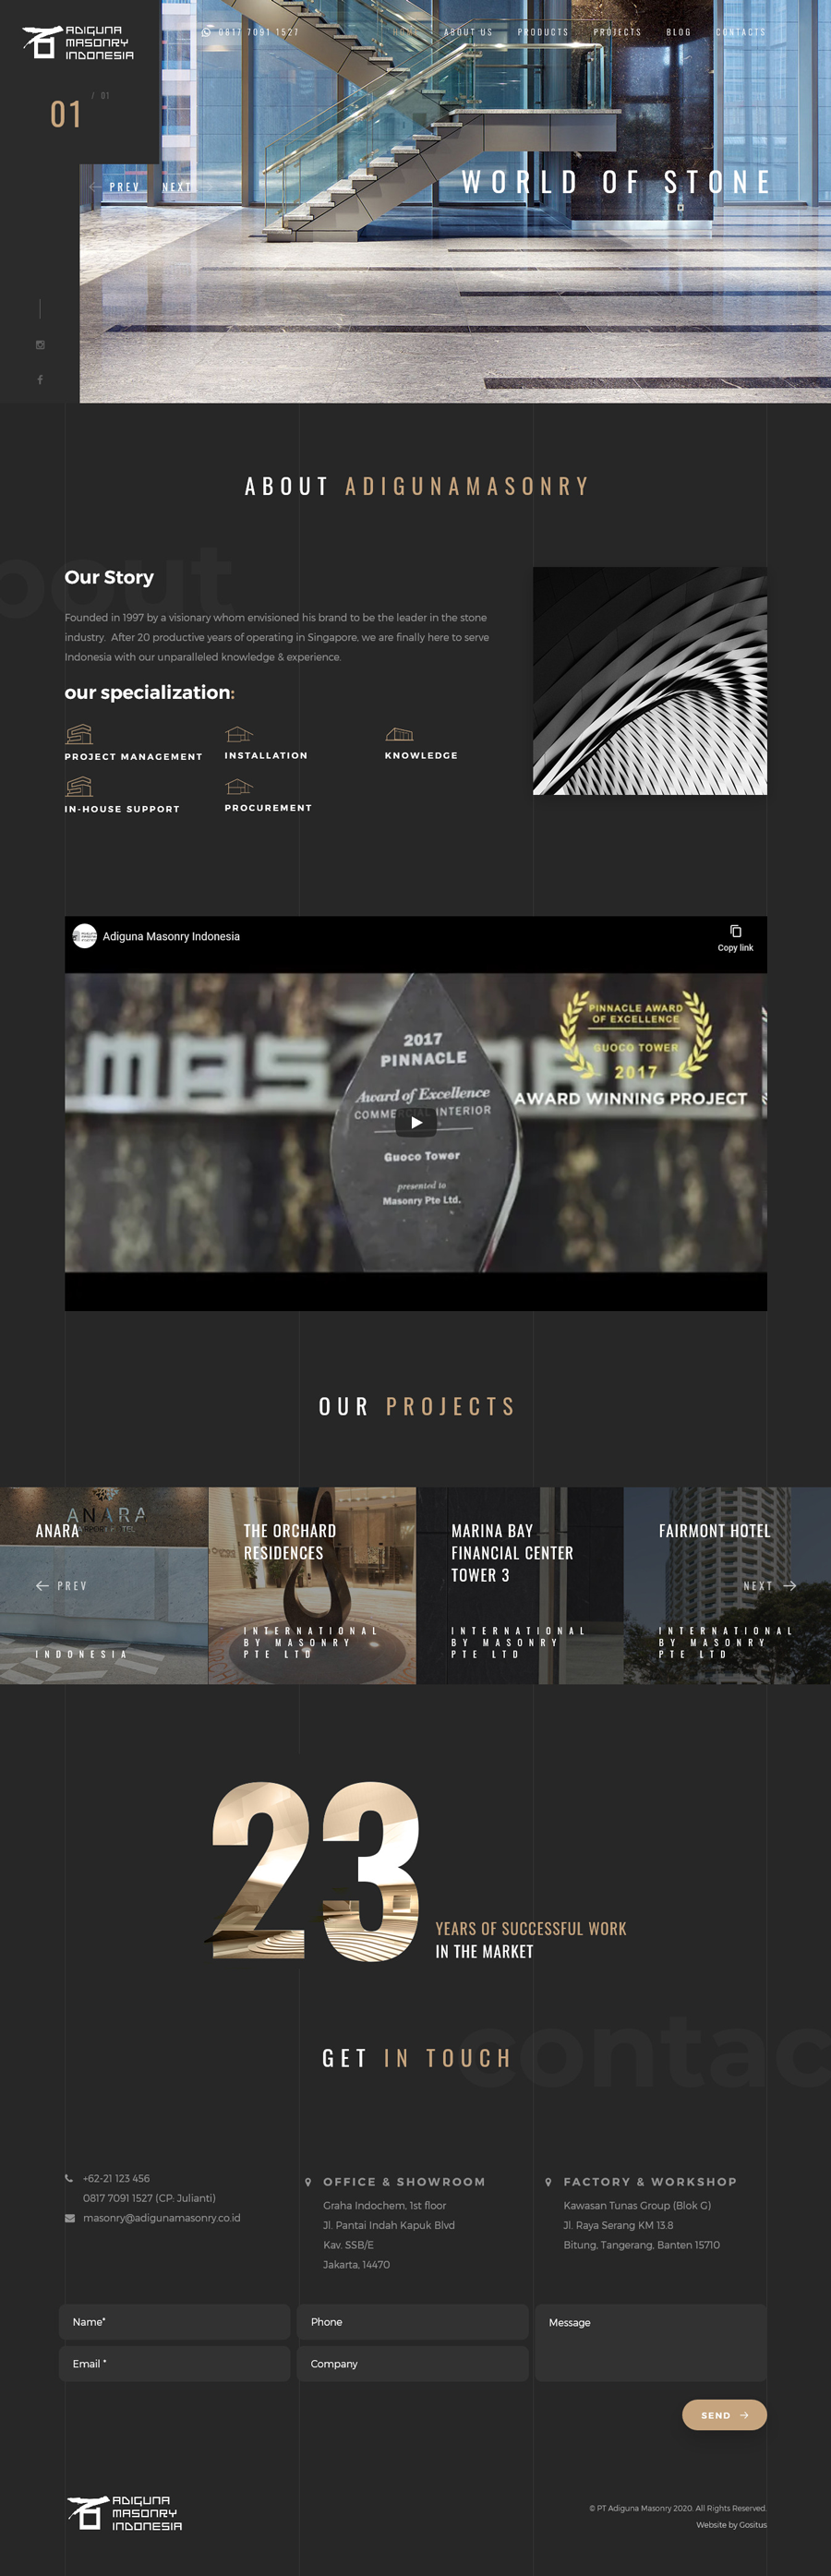 ADIGUNA
MASONRY
INDONESIA
0817 7091 1527
HOME ABOUT US PRODUCTS PROJECTS BLOG CONTACTS
01 / 01
PREV NEXT
WORLD OF STONE
ABOUT ADIGUNAMASONRY
bout
Our Story
Founded in 1997 by a visionary whom envisioned his brand to be the leader in the stone
industry. After 20 productive years of operating in Singapore, we are finally here to serve
Indonesia with our unparalleled knowledge & experience.
our specialization:
PROJECT MANAGEMENT
INSTALLATION
KNOWLEDGE
IN-HOUSE SUPPORT
PROCUREMENT
Adiguna Masonry Indonesia
Copy link
2017
PINNACLE
Award of Excellence
COMMERCIAL INTERIOR
Guoco Tower
presented to
Masonry Pte Ltd.
PINNACLE AWARD
OF EXCELLENCE
GUOCO TOWER
2017
AWARD WINNING PROJECT
OUR PROJECTS
ANARA
AIRPORT HOTEL
ANARA
PREV
INDONESIA
THE ORCHARD
RESIDENCES
INTERNATIONAL
BY MASONRY
PTE LTD
MARINA BAY
FINANCIAL CENTER
TOWER 3
INTERNATIONAL
BY MASONRY
PTE LTD
FAIRMONT HOTEL
NEXT
INTERNATIONAL
BY MASONRY
PTE LTD
23
YEARS OF SUCCESSFUL WORK
IN THE MARKET
contac
GET IN TOUCH
+62-21 123 456
0817 7091 1527 (CP: Julianti)
masonry@adigunamasonry.co.id
OFFICE & SHOWROOM
Graha Indochem, 1st floor
Jl. Pantai Indah Kapuk Blvd
Kav. SSB/E
Jakarta, 14470
FACTORY & WORKSHOP
Kawasan Tunas Group (Blok G)
Jl. Raya Serang KM 13.8
Bitung, Tangerang, Banten 15710
Name*
Phone
Message
Email *
Company
SEND
ADIGUNA
MASONRY
INDONESIA
© PT Adiguna Masonry 2020. All Rights Reserved.
Website by Gositus